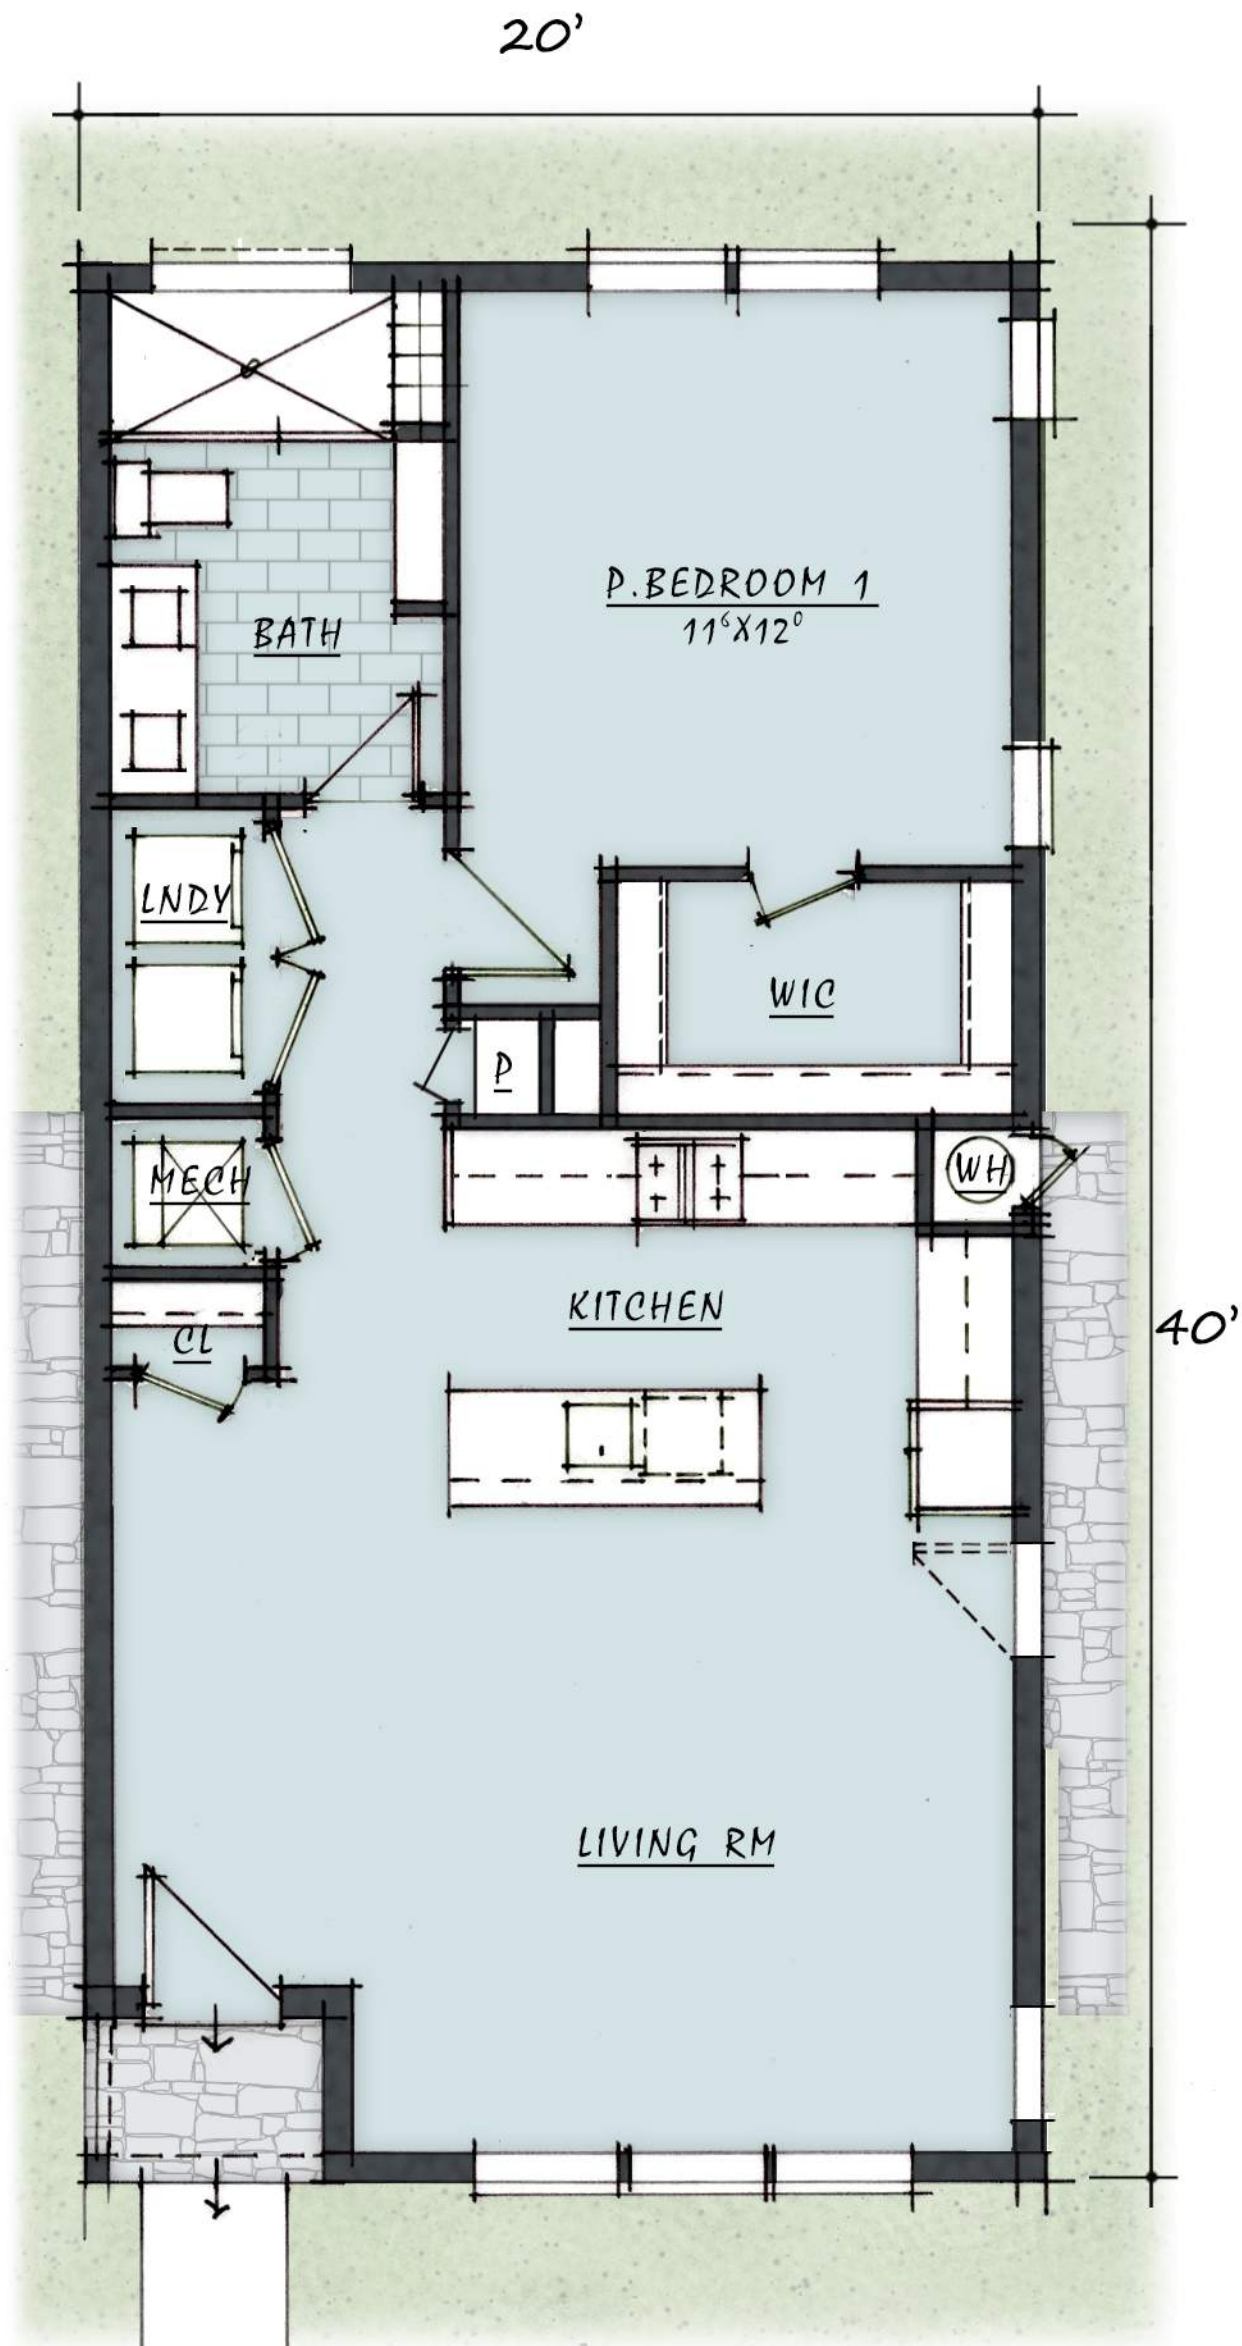 20'
P.BEDROOM 1
11⁶X12⁰
BATH
LNDY
WIC
P
MECH
WH
KITCHEN
40'
CL
LIVING RM